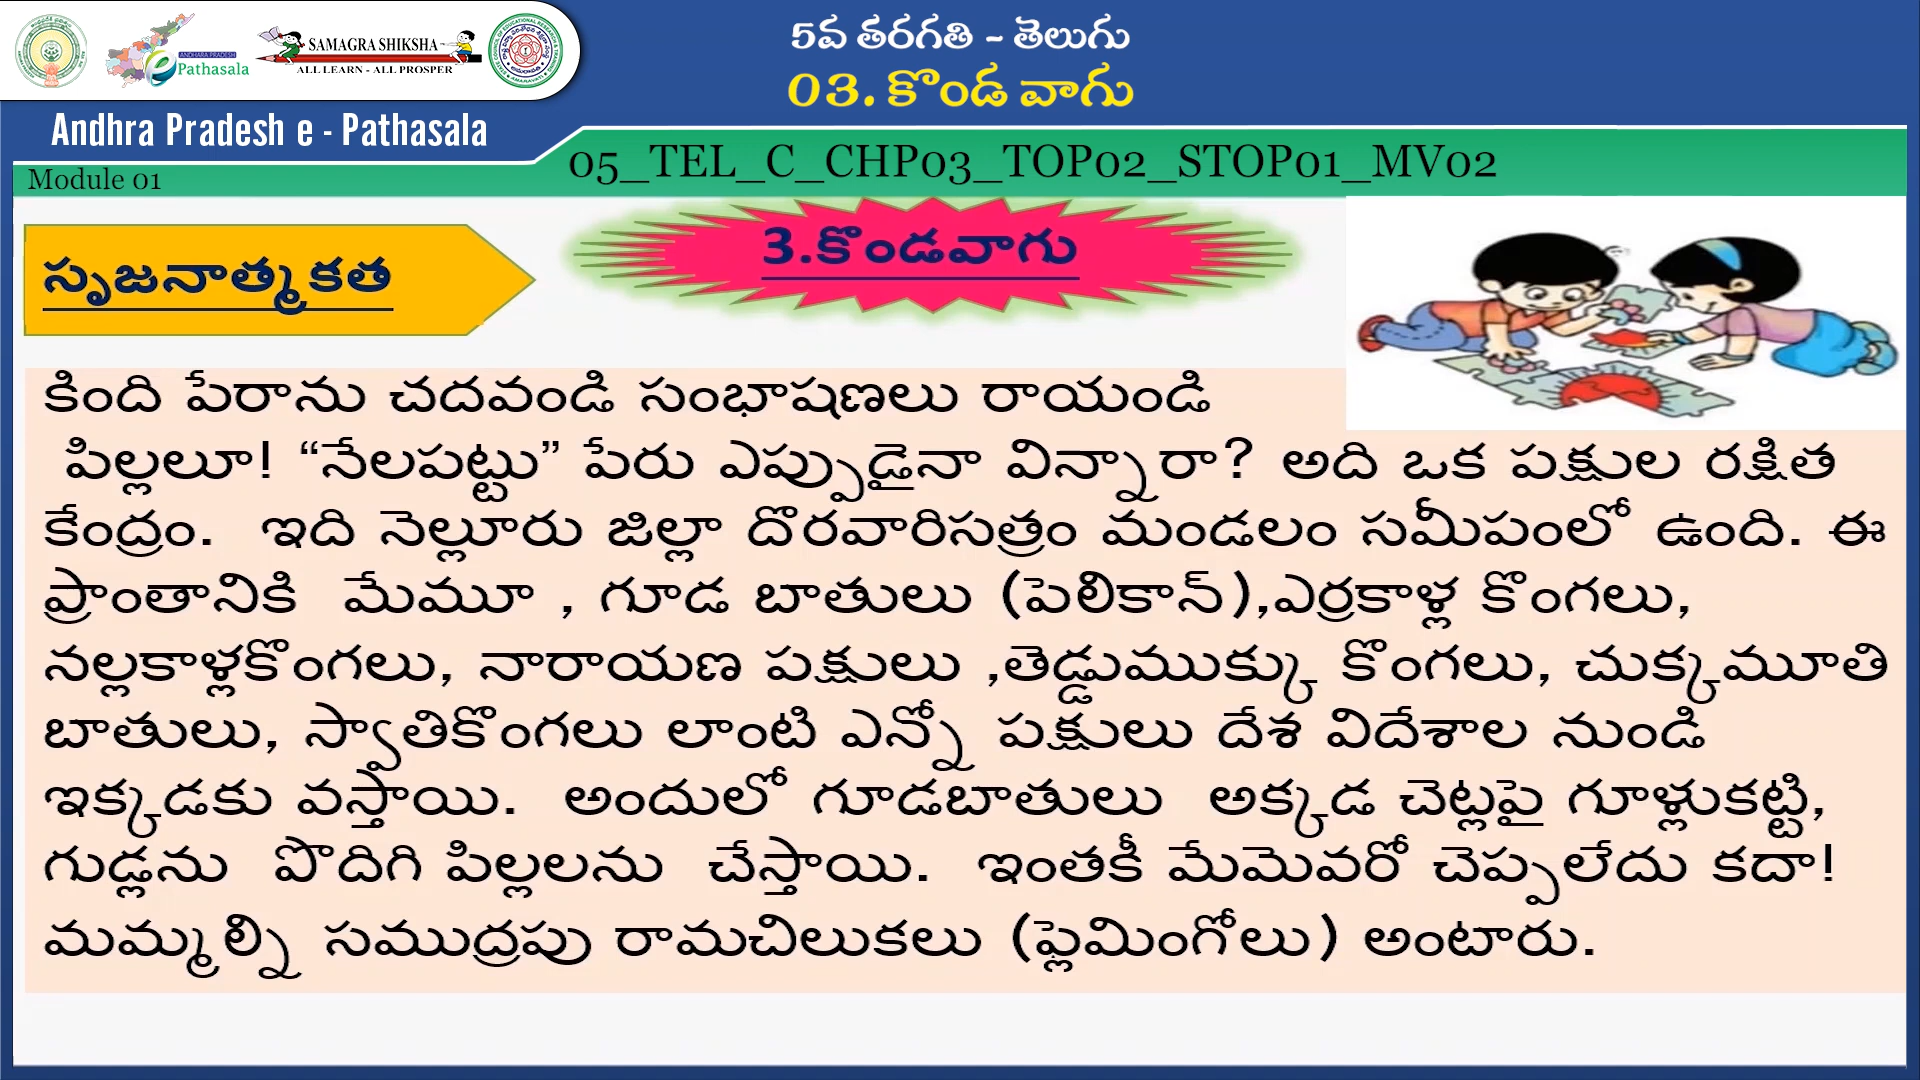 5వ తరగతి - తెలుగు
03. కొండ వాగు
ANDHRA PRADESH
e Pathasala
SAMAGRA SHIKSHA
ALL LEARN - ALL PROSPER
Andhra Pradesh e - Pathasala
Module 01
05_TEL_C_CHP03_TOP02_STOP01_MV02
సృజనాత్మకత
3.కొండవాగు
కింది పేరాను చదవండి సంభాషణలు రాయండి
పిల్లలూ! “నేలపట్టు” పేరు ఎప్పుడైనా విన్నారా? అది ఒక పక్షుల రక్షిత
కేంద్రం. ఇది నెల్లూరు జిల్లా దొరవారిసత్రం మండలం సమీపంలో ఉంది. ఈ
ప్రాంతానికి మేమూ , గూడ బాతులు (పెలికాన్),ఎర్రకాళ్ల కొంగలు,
నల్లకాళ్లకొంగలు, నారాయణ పక్షులు ,తెడ్డుముక్కు కొంగలు, చుక్కమూతి
బాతులు, స్వాతికొంగలు లాంటి ఎన్నో పక్షులు దేశ విదేశాల నుండి
ఇక్కడకు వస్తాయి. అందులో గూడబాతులు అక్కడ చెట్లపై గూళ్లుకట్టి,
గుడ్లను పొదిగి పిల్లలను చేస్తాయి. ఇంతకీ మేమెవరో చెప్పలేదు కదా!
మమ్మల్ని సముద్రపు రామచిలుకలు (ఫ్లెమింగోలు) అంటారు.